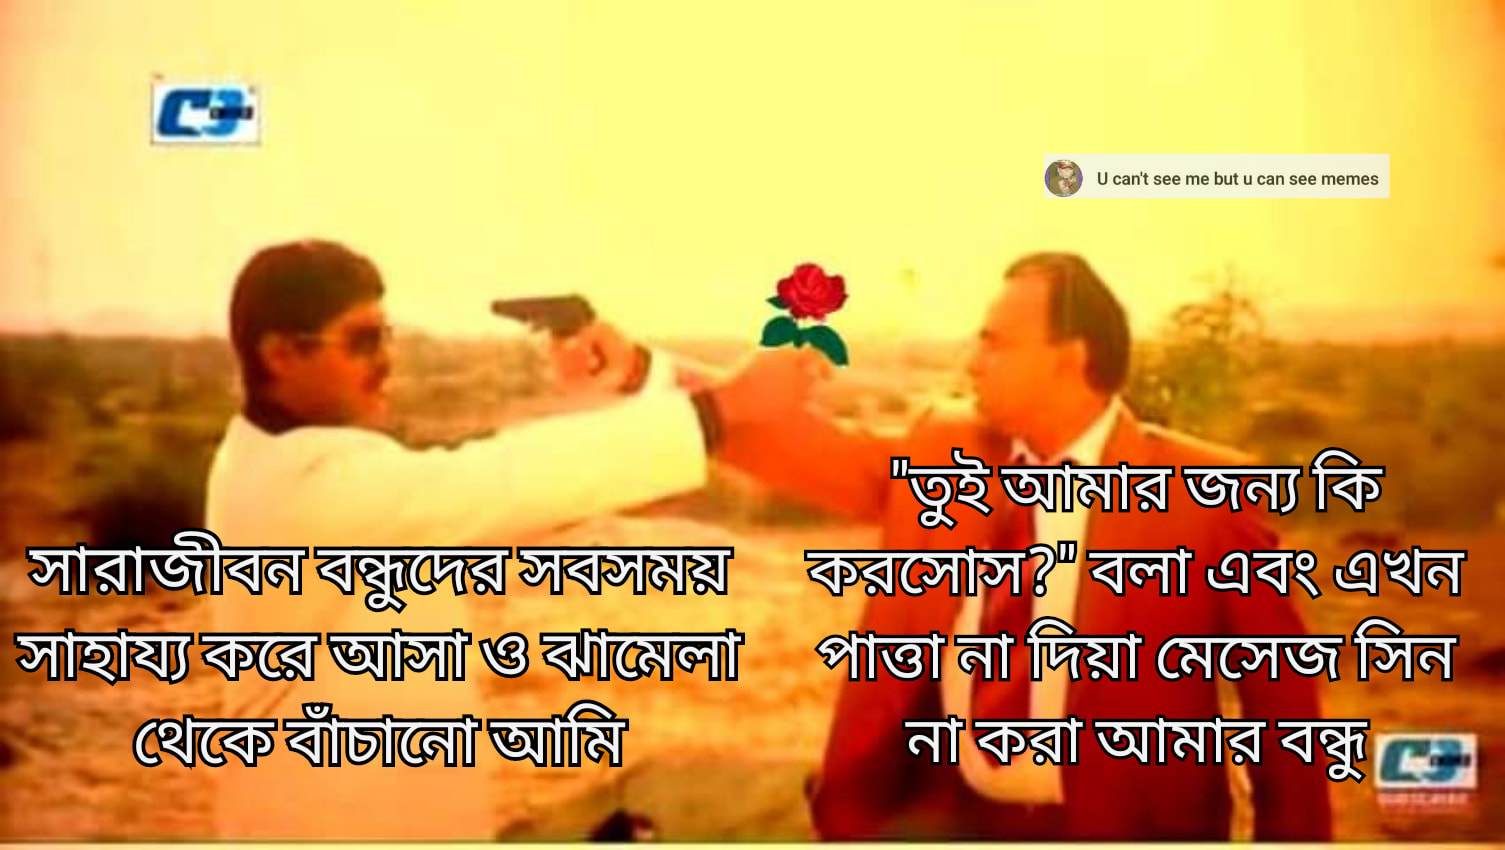 U can't see me but u can see memes
সারাজীবন বন্ধুদের সবসময়
সাহায্য করে আসা ও ঝামেলা
থেকে বাঁচানো আমি
"তুই আমার জন্য কি
করসোস?" বলা এবং এখন
পাত্তা না দিয়া মেসেজ সিন
না করা আমার বন্ধু